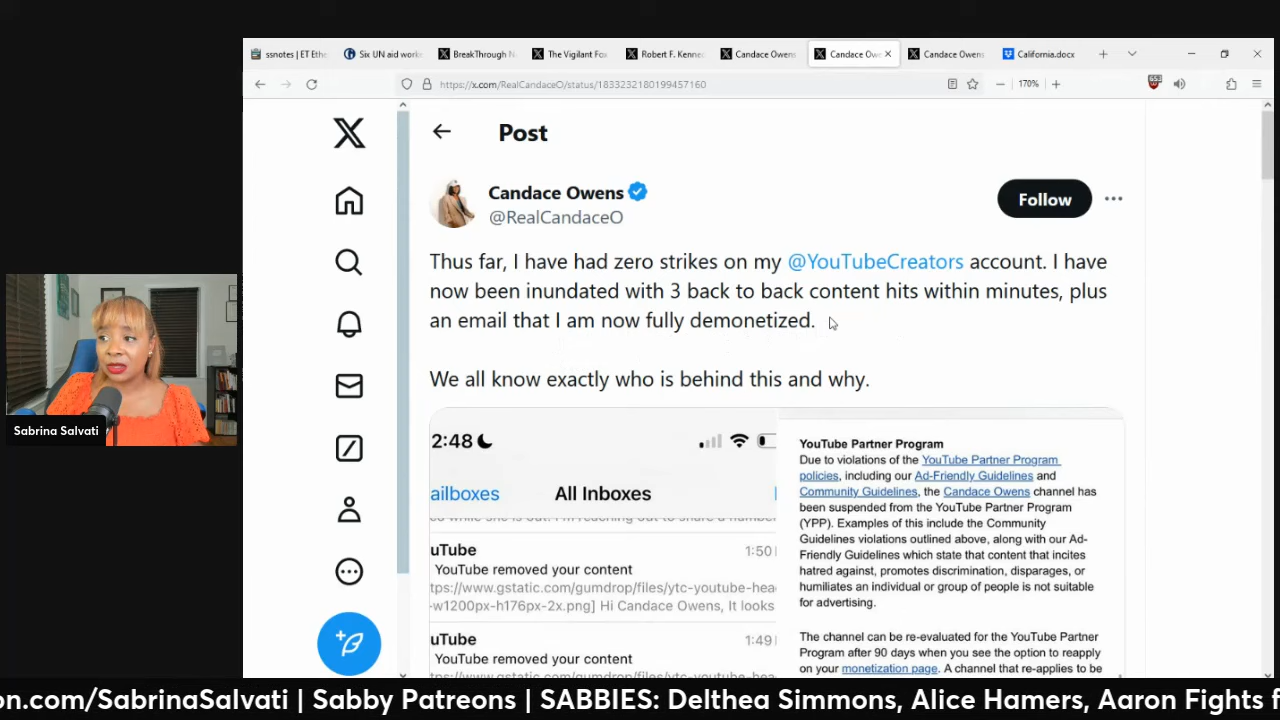 ssnotes | ET Ethe
Six UN aid worke
BreakThrough N
The Vigilant Fox
Robert F. Kenne
Candace Owens
Candace Ow
Candace Owens
California.docx
https://x.com/RealCandaceO/status/1833232180199457160
170%
Post
Candace Owens
@RealCandaceO
Follow
Thus far, I have had zero strikes on my @YouTubeCreators account. I have
now been inundated with 3 back to back content hits within minutes, plus
an email that I am now fully demonetized.
We all know exactly who is behind this and why.
2:48
ailboxes
All Inboxes
uTube
1:50
YouTube removed your content
ttps://www.gstatic.com/gumdrop/files/ytc-youtube-hea
-w1200px-h176px-2x.png] Hi Candace Owens, It looks
uTube
1:49
YouTube removed your content
YouTube Partner Program
Due to violations of the YouTube Partner Program
policies, including our Ad-Friendly Guidelines and
Community Guidelines, the Candace Owens channel has
been suspended from the YouTube Partner Program
(YPP). Examples of this include the Community
Guidelines violations outlined above, along with our Ad-
Friendly Guidelines which state that content that incites
hatred against, promotes discrimination, disparages, or
humiliates an individual or group of people is not suitable
for advertising.
The channel can be re-evaluated for the YouTube Partner
Program after 90 days when you see the option to reapply
on your monetization page. A channel that re-applies to be
Sabrina Salvati
on.com/SabrinaSalvati | Sabby Patreons | SABBIES: Delthea Simmons, Alice Hamers, Aaron Fights f